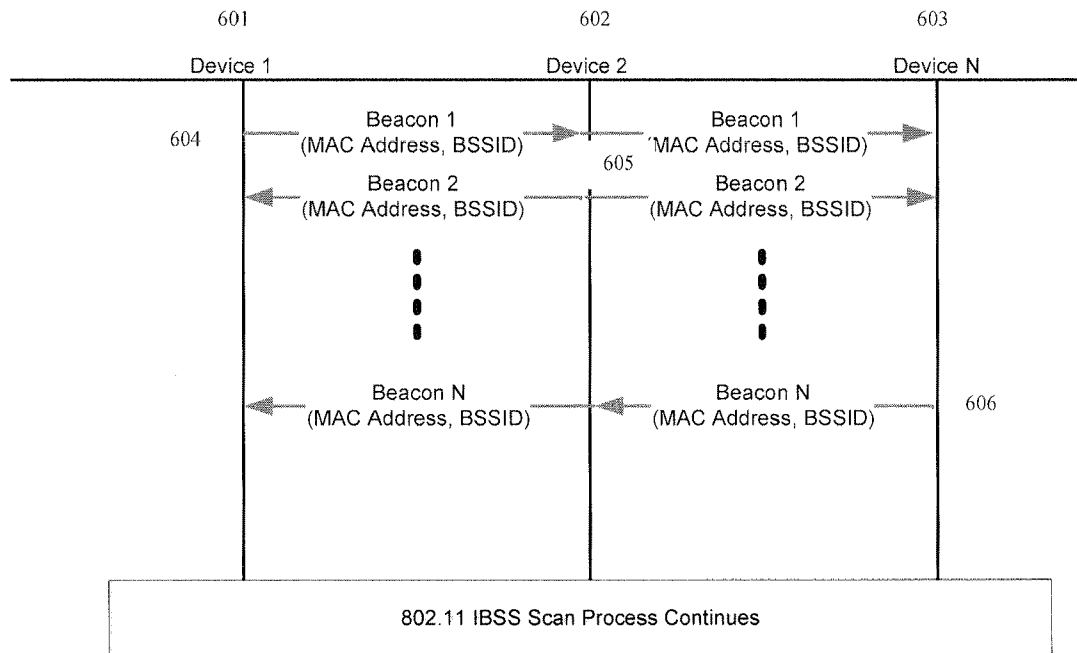 601 602 603
Device 1 Device 2 Device N
604
Beacon 1 Beacon 1
(MAC Address, BSSID) (MAC Address, BSSID)
605
Beacon 2 Beacon 2
(MAC Address, BSSID) (MAC Address, BSSID)
Beacon N Beacon N
(MAC Address, BSSID) (MAC Address, BSSID)
606
802.11 IBSS Scan Process Continues